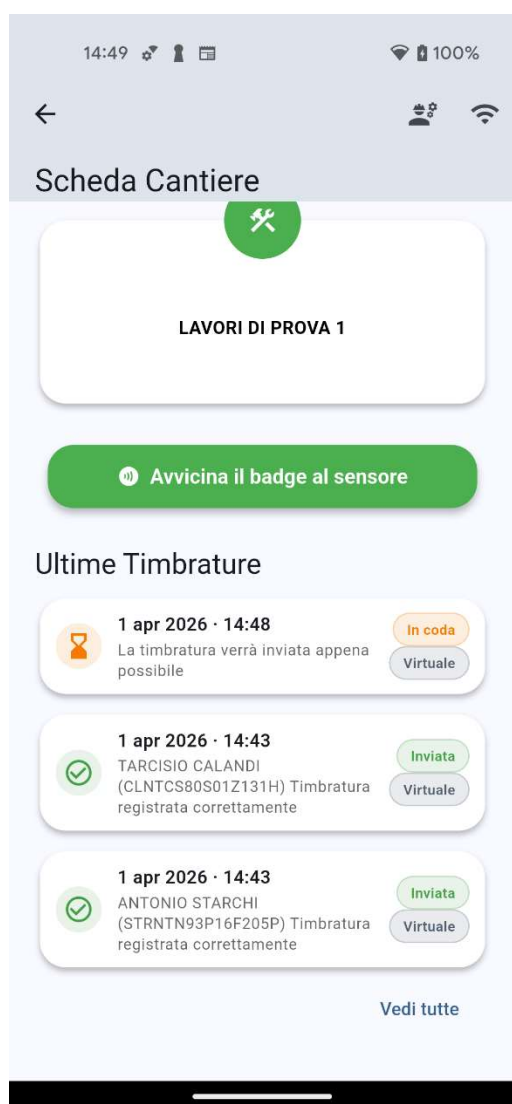 14:49
100%
Scheda Cantiere
LAVORI DI PROVA 1
Avvicina il badge al sensore
Ultime Timbrature
1 apr 2026 · 14:48
La timbratura verrà inviata appena
possibile
In coda
Virtuale
1 apr 2026 · 14:43
TARCISIO CALANDI
(CLNTCS80S01Z131H) Timbratura
registrata correttamente
Inviata
Virtuale
1 apr 2026 · 14:43
ANTONIO STARCHI
(STRNTN93P16F205P) Timbratura
registrata correttamente
Inviata
Virtuale
Vedi tutte